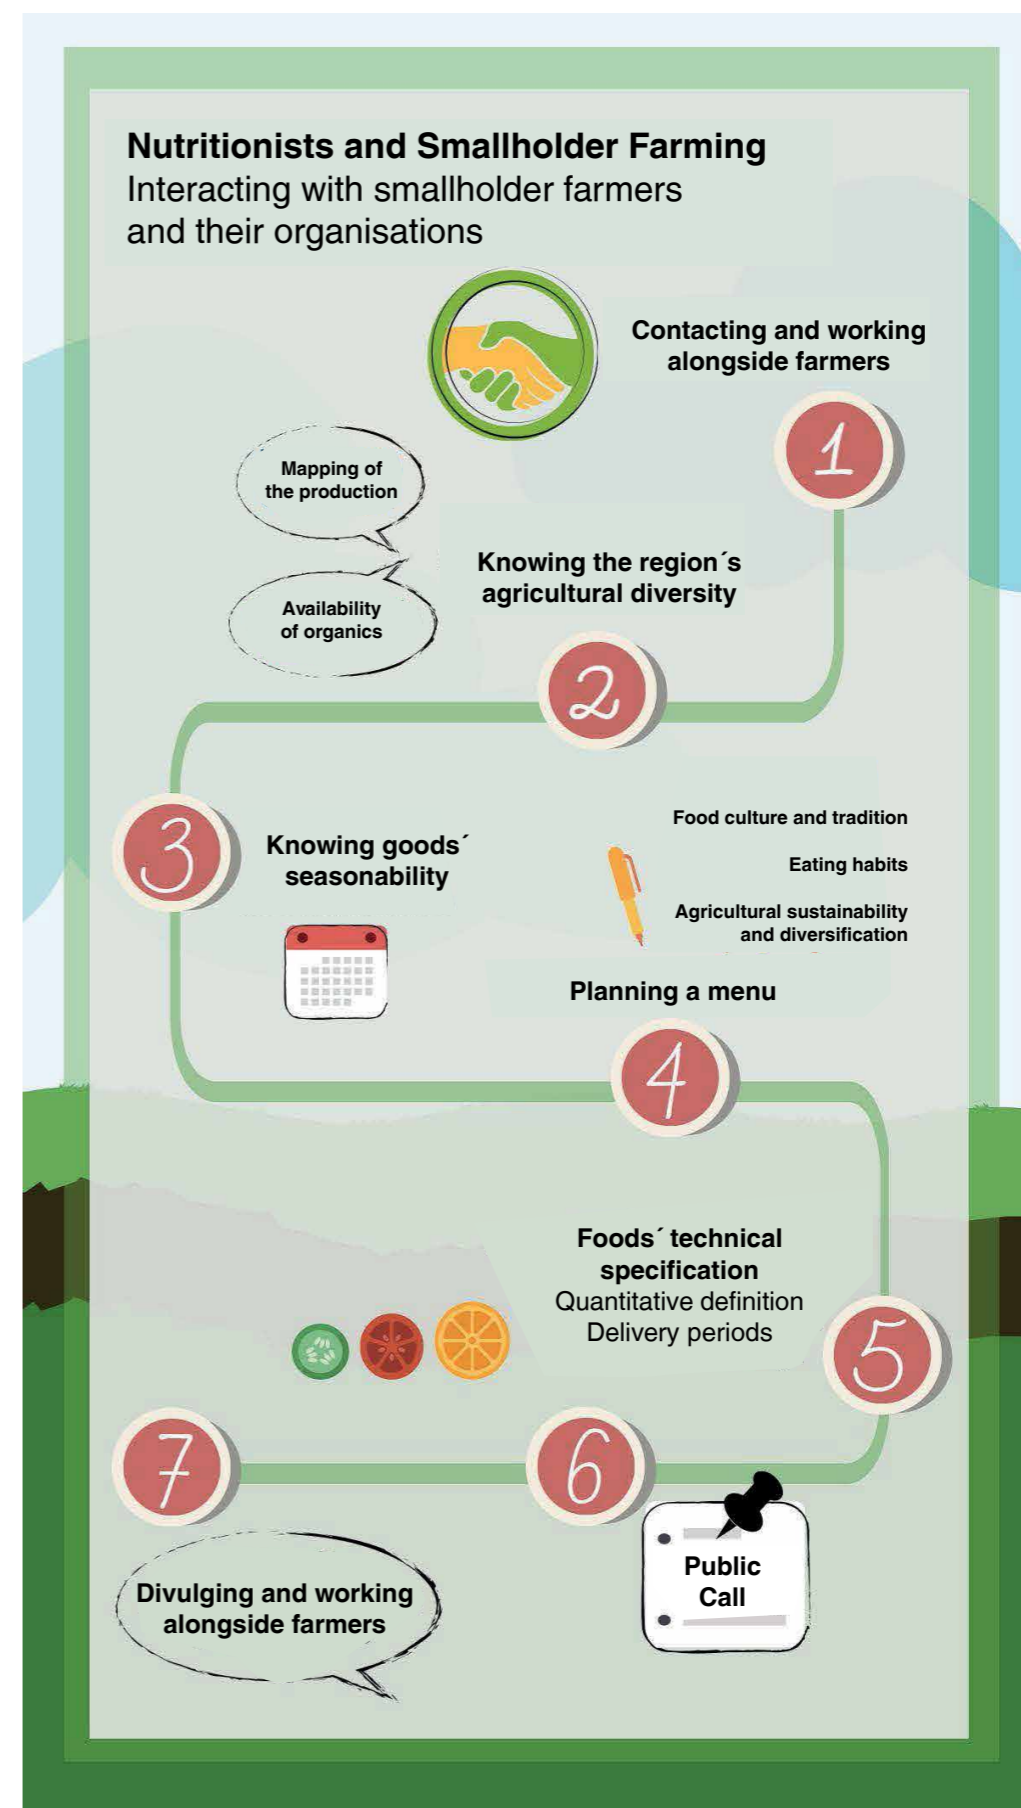 Nutritionists and Smallholder Farming
Interacting with smallholder farmers
and their organisations
Contacting and working
alongside farmers
1
Mapping of
the production
Availability
of organics
Knowing the region´s
agricultural diversity
2
3
Knowing goods´
seasonability
Food culture and tradition
Eating habits
Agricultural sustainability
and diversification
Planning a menu
4
Foods´ technical
specification
Quantitative definition
Delivery periods
5
6
Public
Call
7
Divulging and working
alongside farmers